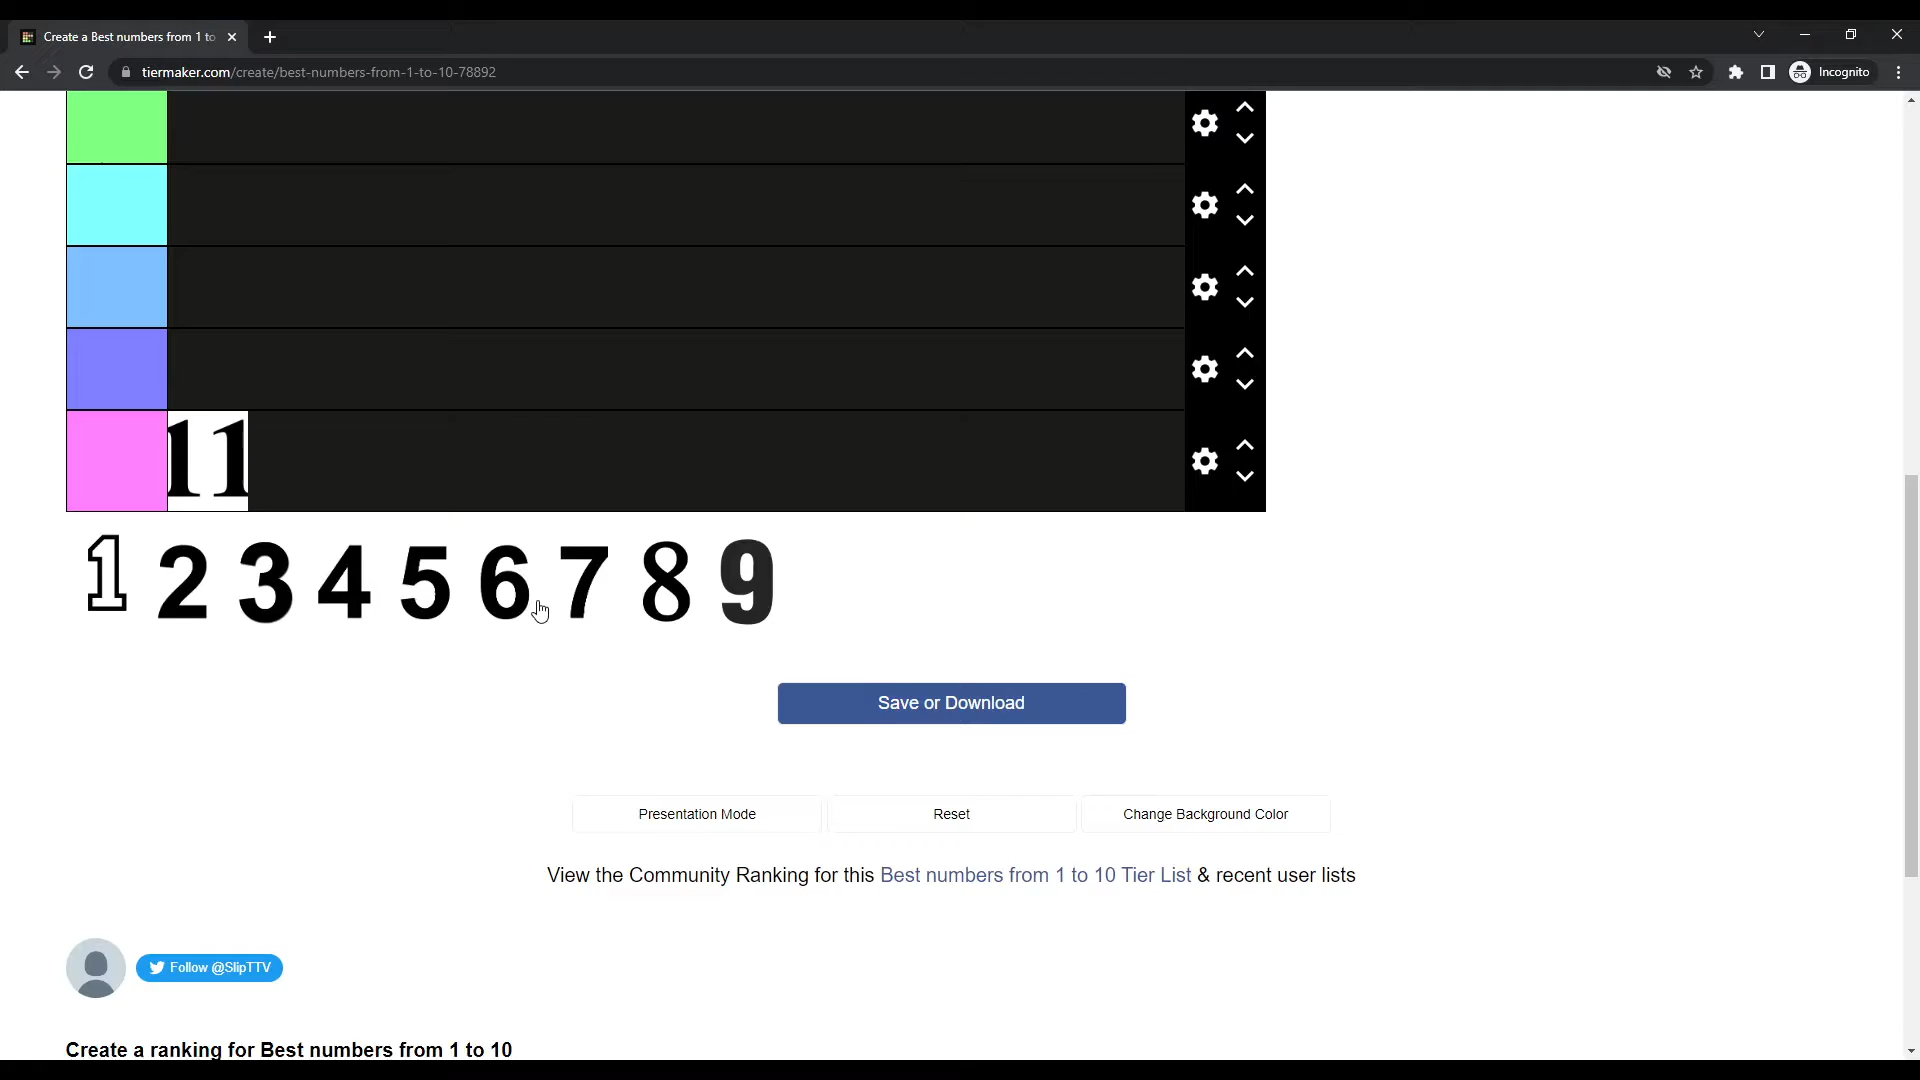 Create a Best numbers from 1 to
tiermaker.com/create/best-numbers-from-1-to-10-78892
Incognito
11
1 2 3 4 5 6 7 8 9
Save or Download
Presentation Mode
Reset
Change Background Color
View the Community Ranking for this Best numbers from 1 to 10 Tier List & recent user lists
Follow @SlipTTV
Create a ranking for Best numbers from 1 to 10